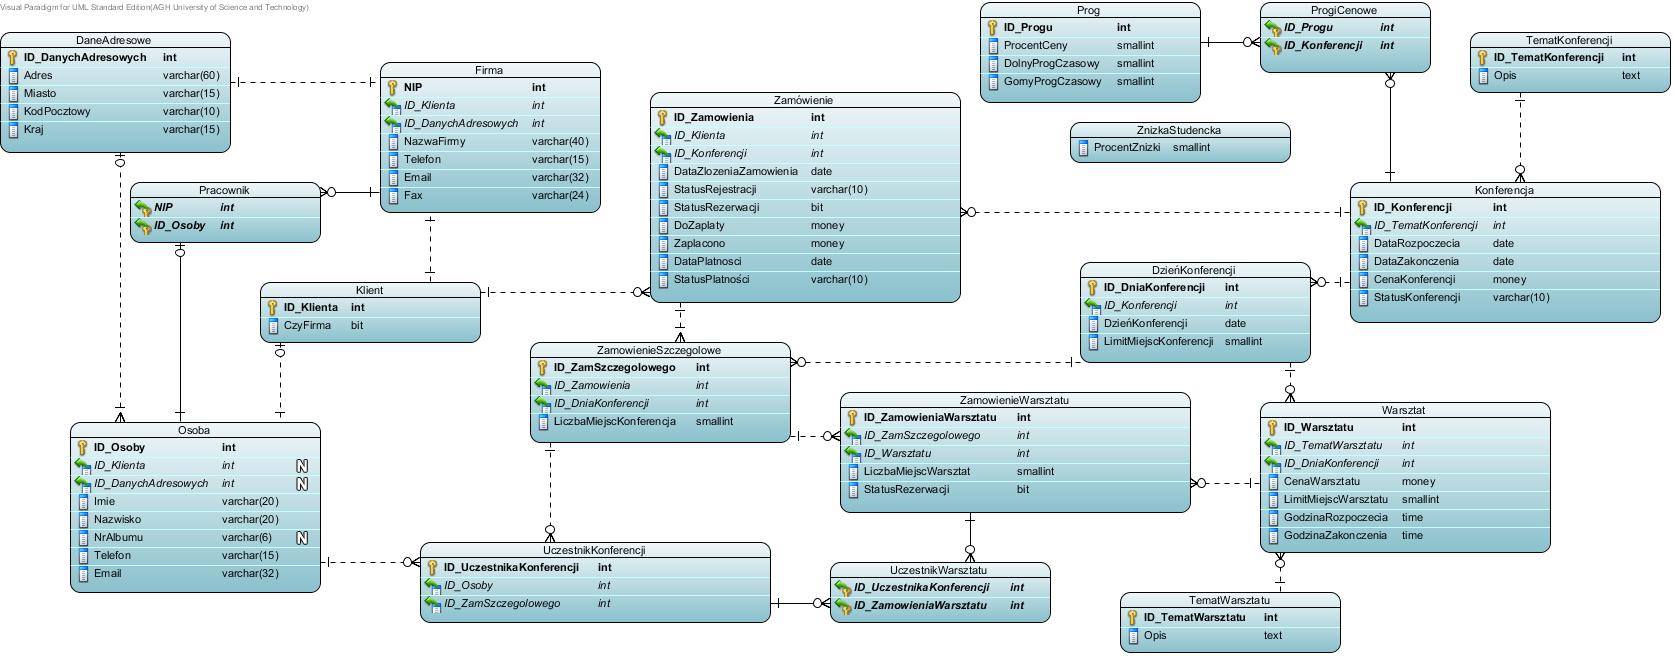 Visual Paradigm for UML Standard Edition(AGH University of Science and Technology)
DaneAdresowe
ID_DanychAdresowych int
Adres varchar(60)
Miasto varchar(15)
KodPocztowy varchar(10)
Kraj varchar(15)
Firma
NIP int
ID_Klienta int
ID_DanychAdresowych int
NazwaFirmy varchar(40)
Telefon varchar(15)
Email varchar(32)
Fax varchar(24)
Pracownik
NIP int
ID_Osoby int
Klient
ID_Klienta int
CzyFirma bit
Osoba
ID_Osoby int
ID_Klienta int N
ID_DanychAdresowych int N
Imie varchar(20)
Nazwisko varchar(20)
NrAlbumu varchar(6) N
Telefon varchar(15)
Email varchar(32)
Zamówienie
ID_Zamowienia int
ID_Klienta int
ID_Konferencji int
DataZlozeniaZamowienia date
StatusRejestracji varchar(10)
StatusRezerwacji bit
DoZaplaty money
Zaplacono money
DataPlatnosci date
StatusPlatności varchar(10)
ZamowienieSzczegolowe
ID_ZamSzczegolowego int
ID_Zamowienia int
ID_DniaKonferencji int
LiczbaMiejscKonferencja smallint
UczestnikKonferencji
ID_UczestnikaKonferencji int
ID_Osoby int
ID_ZamSzczegolowego int
ZamowienieWarsztatu
ID_ZamowieniaWarsztatu int
ID_ZamSzczegolowego int
ID_Warsztatu int
LiczbaMiejscWarsztat smallint
StatusRezerwacji bit
UczestnikWarsztatu
ID_UczestnikaKonferencji int
ID_ZamowieniaWarsztatu int
Prog
ID_Progu int
ProcentCeny smallint
DolnyProgCzasowy smallint
GornyProgCzasowy smallint
ProgiCenowe
ID_Progu int
ID_Konferencji int
TematKonferencji
ID_TematKonferencji int
Opis text
ZnizkaStudencka
ProcentZnizki smallint
Konferencja
ID_Konferencji int
ID_TematKonferencji int
DataRozpoczecia date
DataZakonczenia date
CenaKonferencji money
StatusKonferencji varchar(10)
DzieńKonferencji
ID_DniaKonferencji int
ID_Konferencji int
DzieńKonferencji date
LimitMiejscKonferencji smallint
Warsztat
ID_Warsztatu int
ID_TematWarsztatu int
ID_DniaKonferencji int
CenaWarsztatu money
LimitMiejscWarsztatu smallint
GodzinaRozpoczecia time
GodzinaZakonczenia time
TematWarsztatu
ID_TematWarsztatu int
Opis text